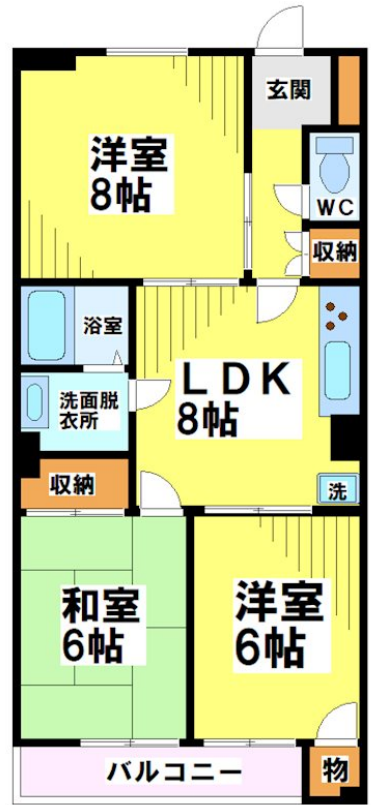 玄関
洋室
8帖
WC
収納
浴室
LDK
8帖
洗面脱
衣所
収納
洗
和室
6帖
洋室
6帖
バルコニー
物